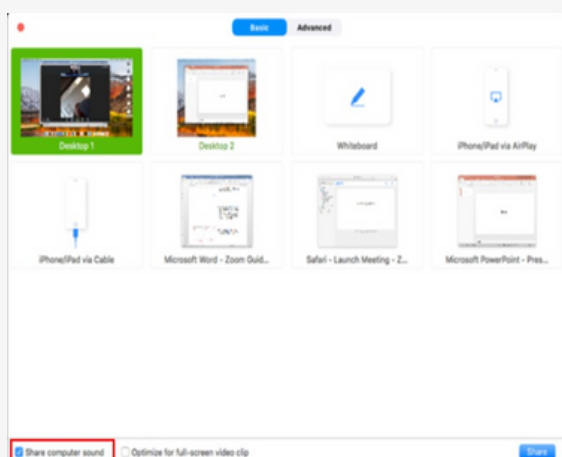 Basic Advanced
Desktop 1 Desktop 2 Whiteboard iPhone/iPad via AirPlay
iPhone/iPad via Cable Microsoft Word - Zoom Guid... Safari - Launch Meeting - Z... Microsoft PowerPoint - Pres...
Share computer sound Optimize for full-screen video clip Share